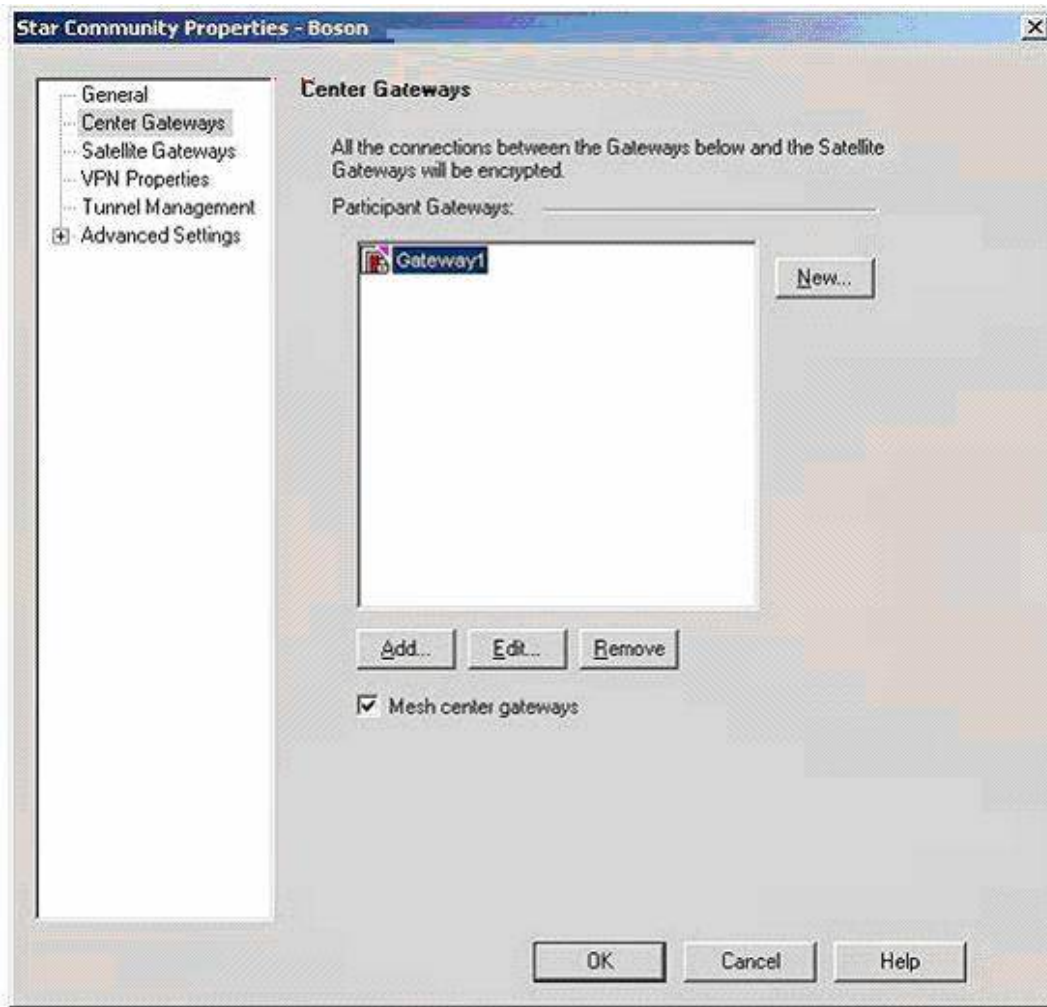 Star Community Properties - Boson
General
Center Gateways
Satellite Gateways
VPN Properties
Tunnel Management
Advanced Settings
Center Gateways
All the connections between the Gateways below and the Satellite
Gateways will be encrypted.
Participant Gateways:
Gateway1
New...
Add...
Edit...
Remove
Mesh center gateways
OK
Cancel
Help